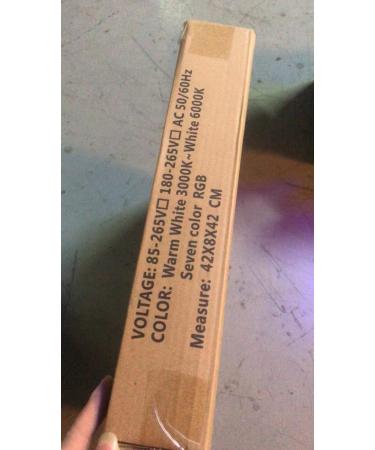 VOLTAGE: 85-265V□ 180-265V□ AC 50/60Hz
COLOR: Warm White 3000K~White 6000K
Seven color RGB
Measure: 42X8X42 CM